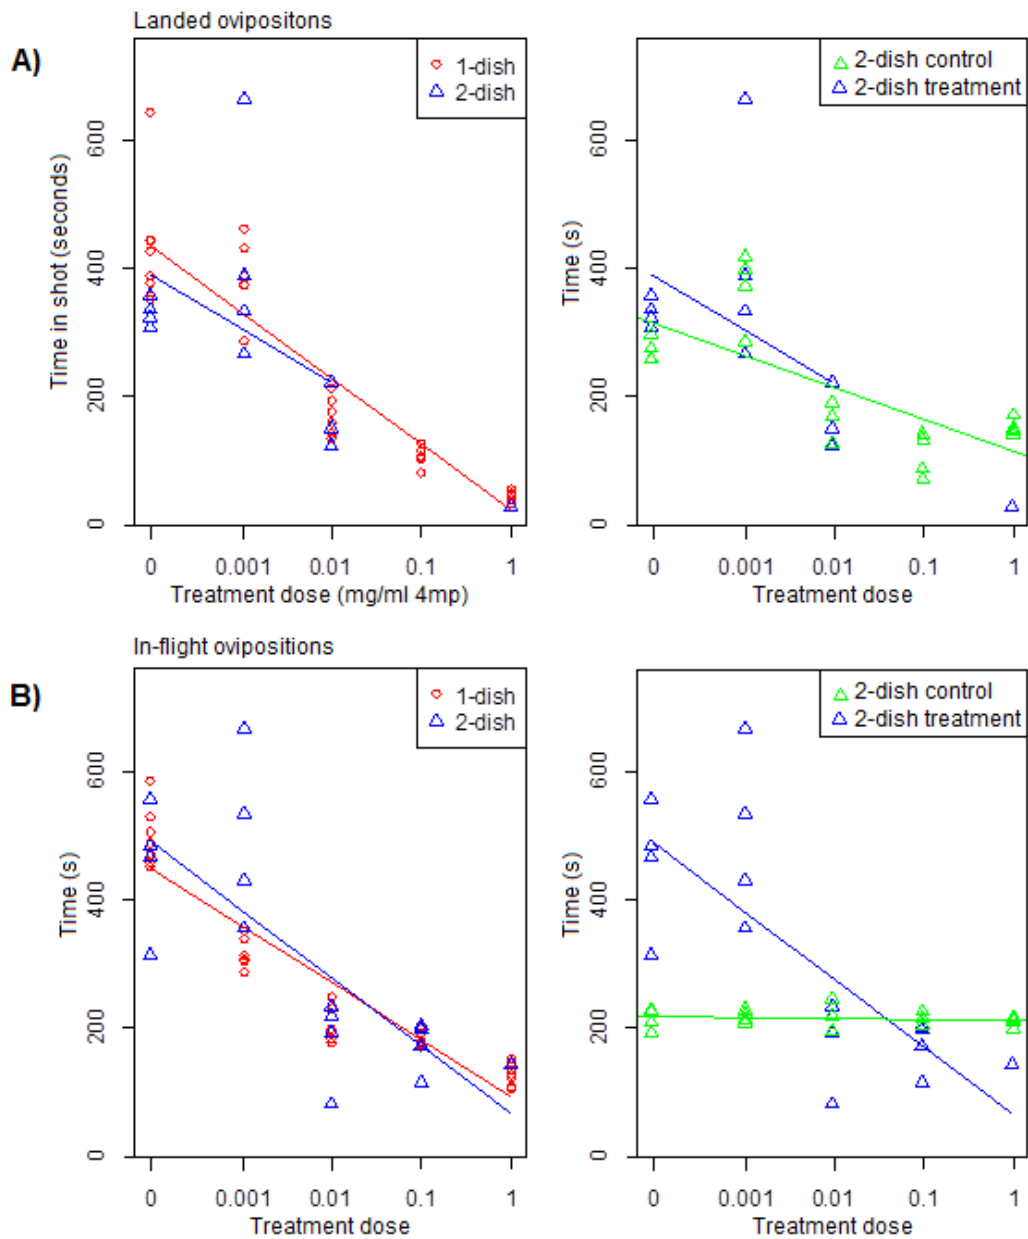 Landed ovipositons
A)
1-dish
2-dish
Time in shot (seconds)
0 200 400 600
0 0.001 0.01 0.1 1
Treatment dose (mg/ml 4mp)
2-dish control
2-dish treatment
Time (s)
0 200 400 600
0 0.001 0.01 0.1 1
Treatment dose
In-flight ovipositions
B)
1-dish
2-dish
Time (s)
0 200 400 600
0 0.001 0.01 0.1 1
Treatment dose
2-dish control
2-dish treatment
Time (s)
0 200 400 600
0 0.001 0.01 0.1 1
Treatment dose